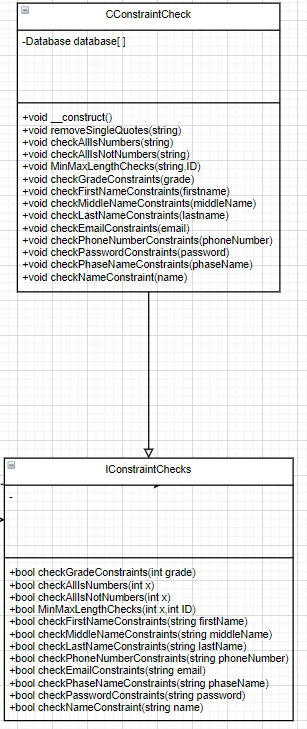 CConstraintCheck
-Database database[ ]
+void __construct()
+void removeSingleQuotes(string)
+void checkAllIsNumbers(string)
+void checkAllIsNotNumbers(string)
+void MinMaxLengthChecks(string,ID)
+void checkGradeConstraints(grade)
+void checkFirstNameConstraints(firstname)
+void checkMiddleNameConstraints(middleName)
+void checkLastNameConstraints(lastname)
+void checkEmailConstraints(email)
+void checkPhoneNumberConstraints(phoneNumber)
+void checkPasswordConstraints(password)
+void checkPhaseNameConstraints(phaseName)
+void checkNameConstraint(name)
IConstraintChecks
-
+bool checkGradeConstraints(int grade)
+bool checkAllIsNumbers(int x)
+bool checkAllIsNotNumbers(int x)
+bool MinMaxLengthChecks(int x,int ID)
+bool checkFirstNameConstraints(string firstName)
+bool checkMiddleNameConstraints(string middleName)
+bool checkLastNameConstraints(string lastName)
+bool checkPhoneNumberConstraints(string phoneNumber)
+bool checkEmailConstraints(string email)
+bool checkPhaseNameConstraints(string phaseName)
+bool checkPasswordConstraints(string password)
+bool checkNameConstraint(string name)